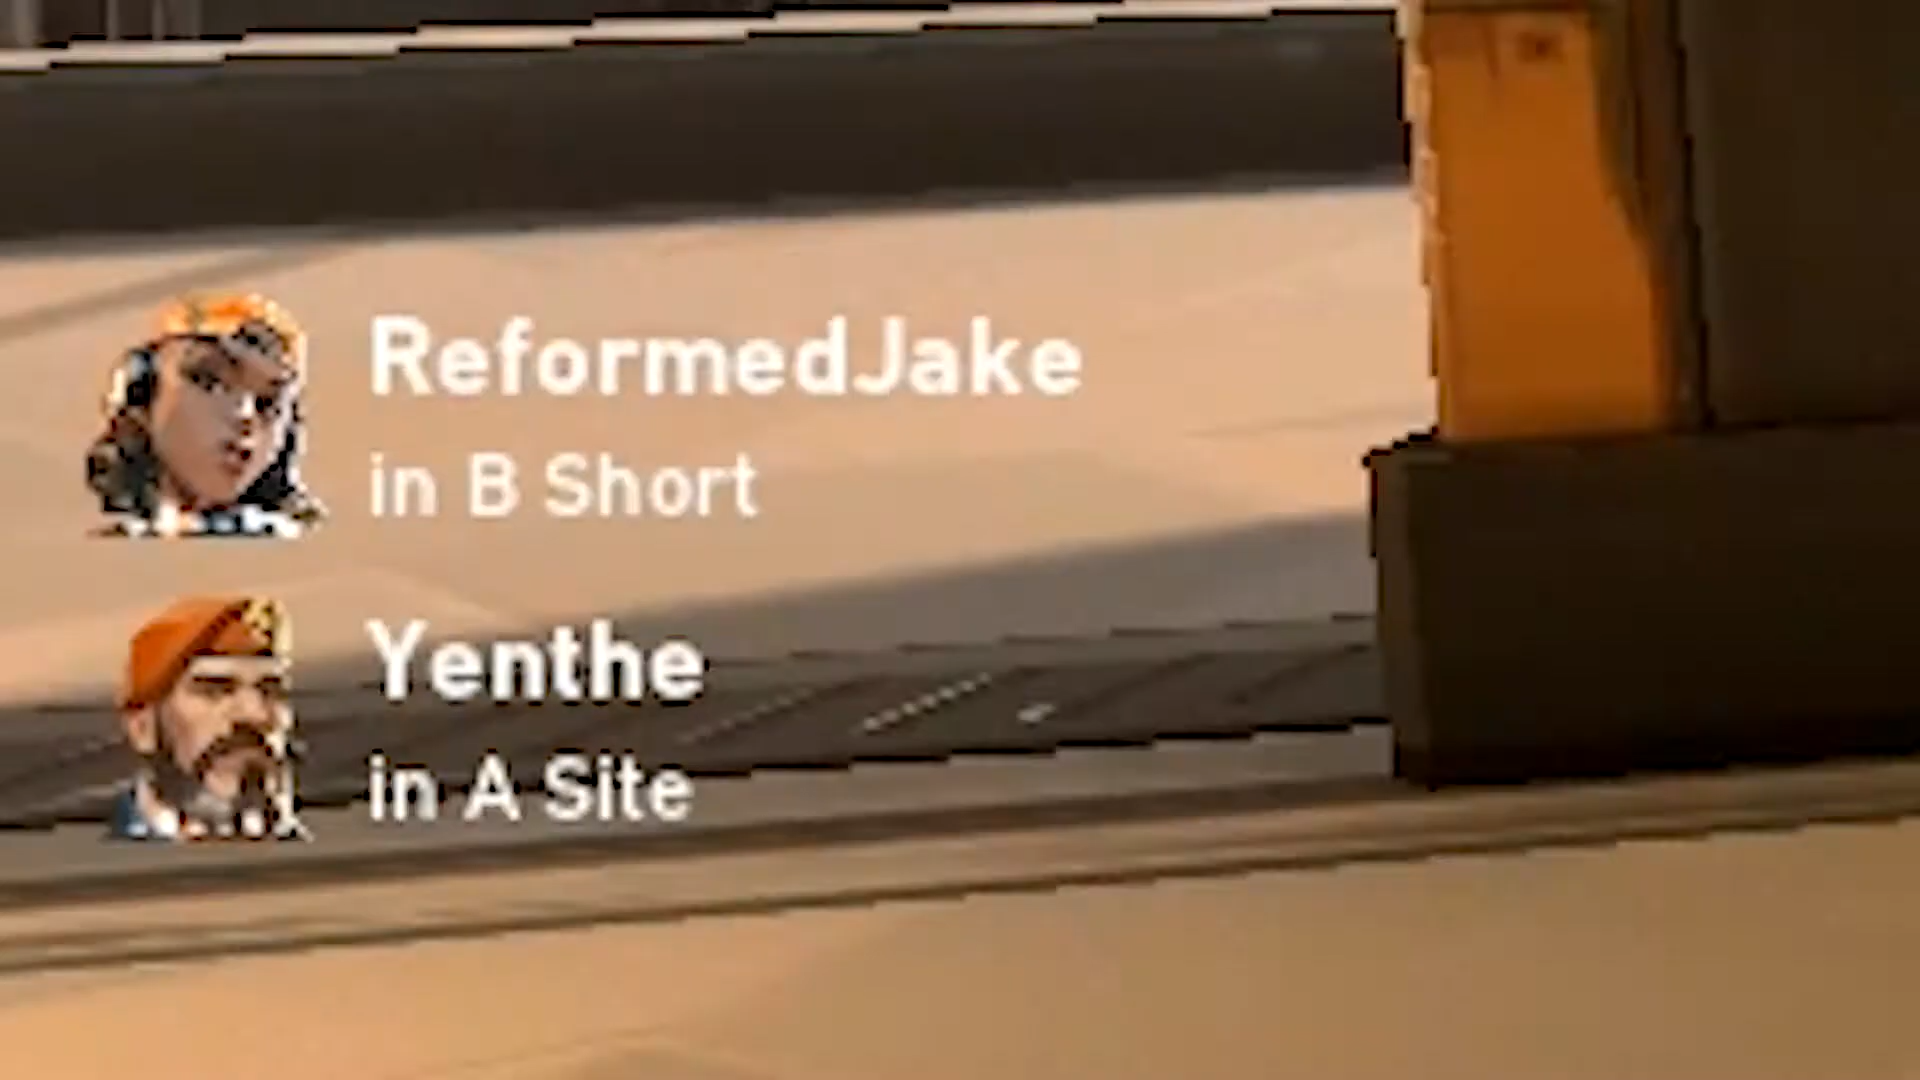 ReformedJake
in B Short
Yenthe
in A Site